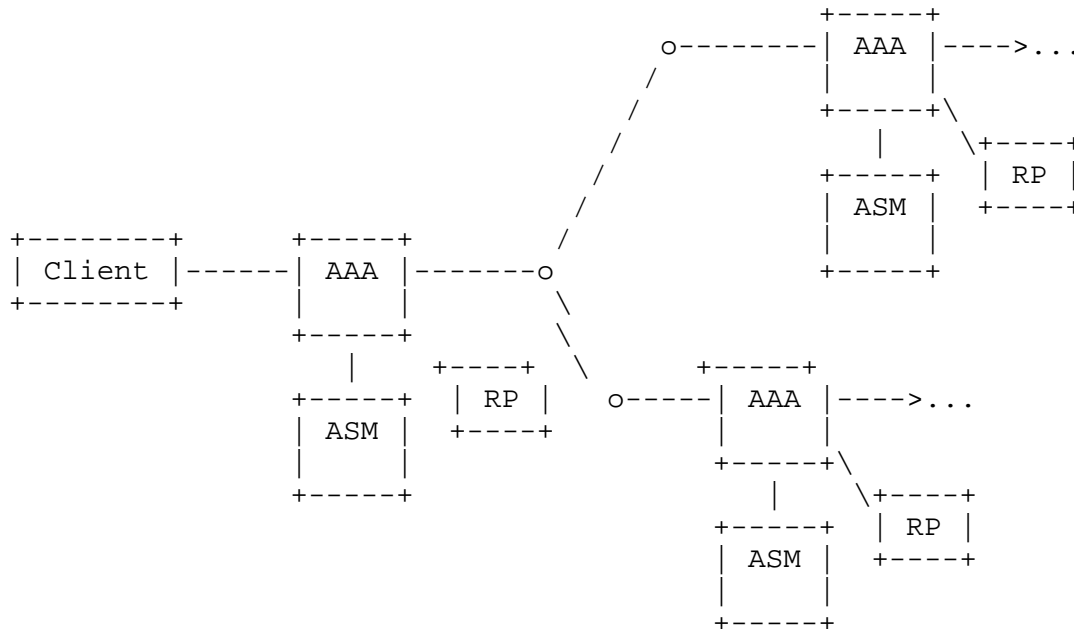 +-----+
                                          o---------| AAA |---->...
                                         /          |     |
                                        /           +-----+\
                                       /               |    \+-----+
                                      /             +-----+  | RP |
                                     /              | ASM |  +-----+
+--------+      +-----+             /               |     |
| Client |------| AAA |-------o                     +-----+
+--------+      |     |        \
                +-----+         \
                   |    +-----+  \      +-----+
                +-----+  | RP |    o-----| AAA |---->...
                | ASM |  +----+          |     |
                |     |                  +-----+\
                +-----+                     |    \+-----+
                                         +-----+  | RP |
                                         | ASM |  +-----+
                                         |     |
                                         +-----+